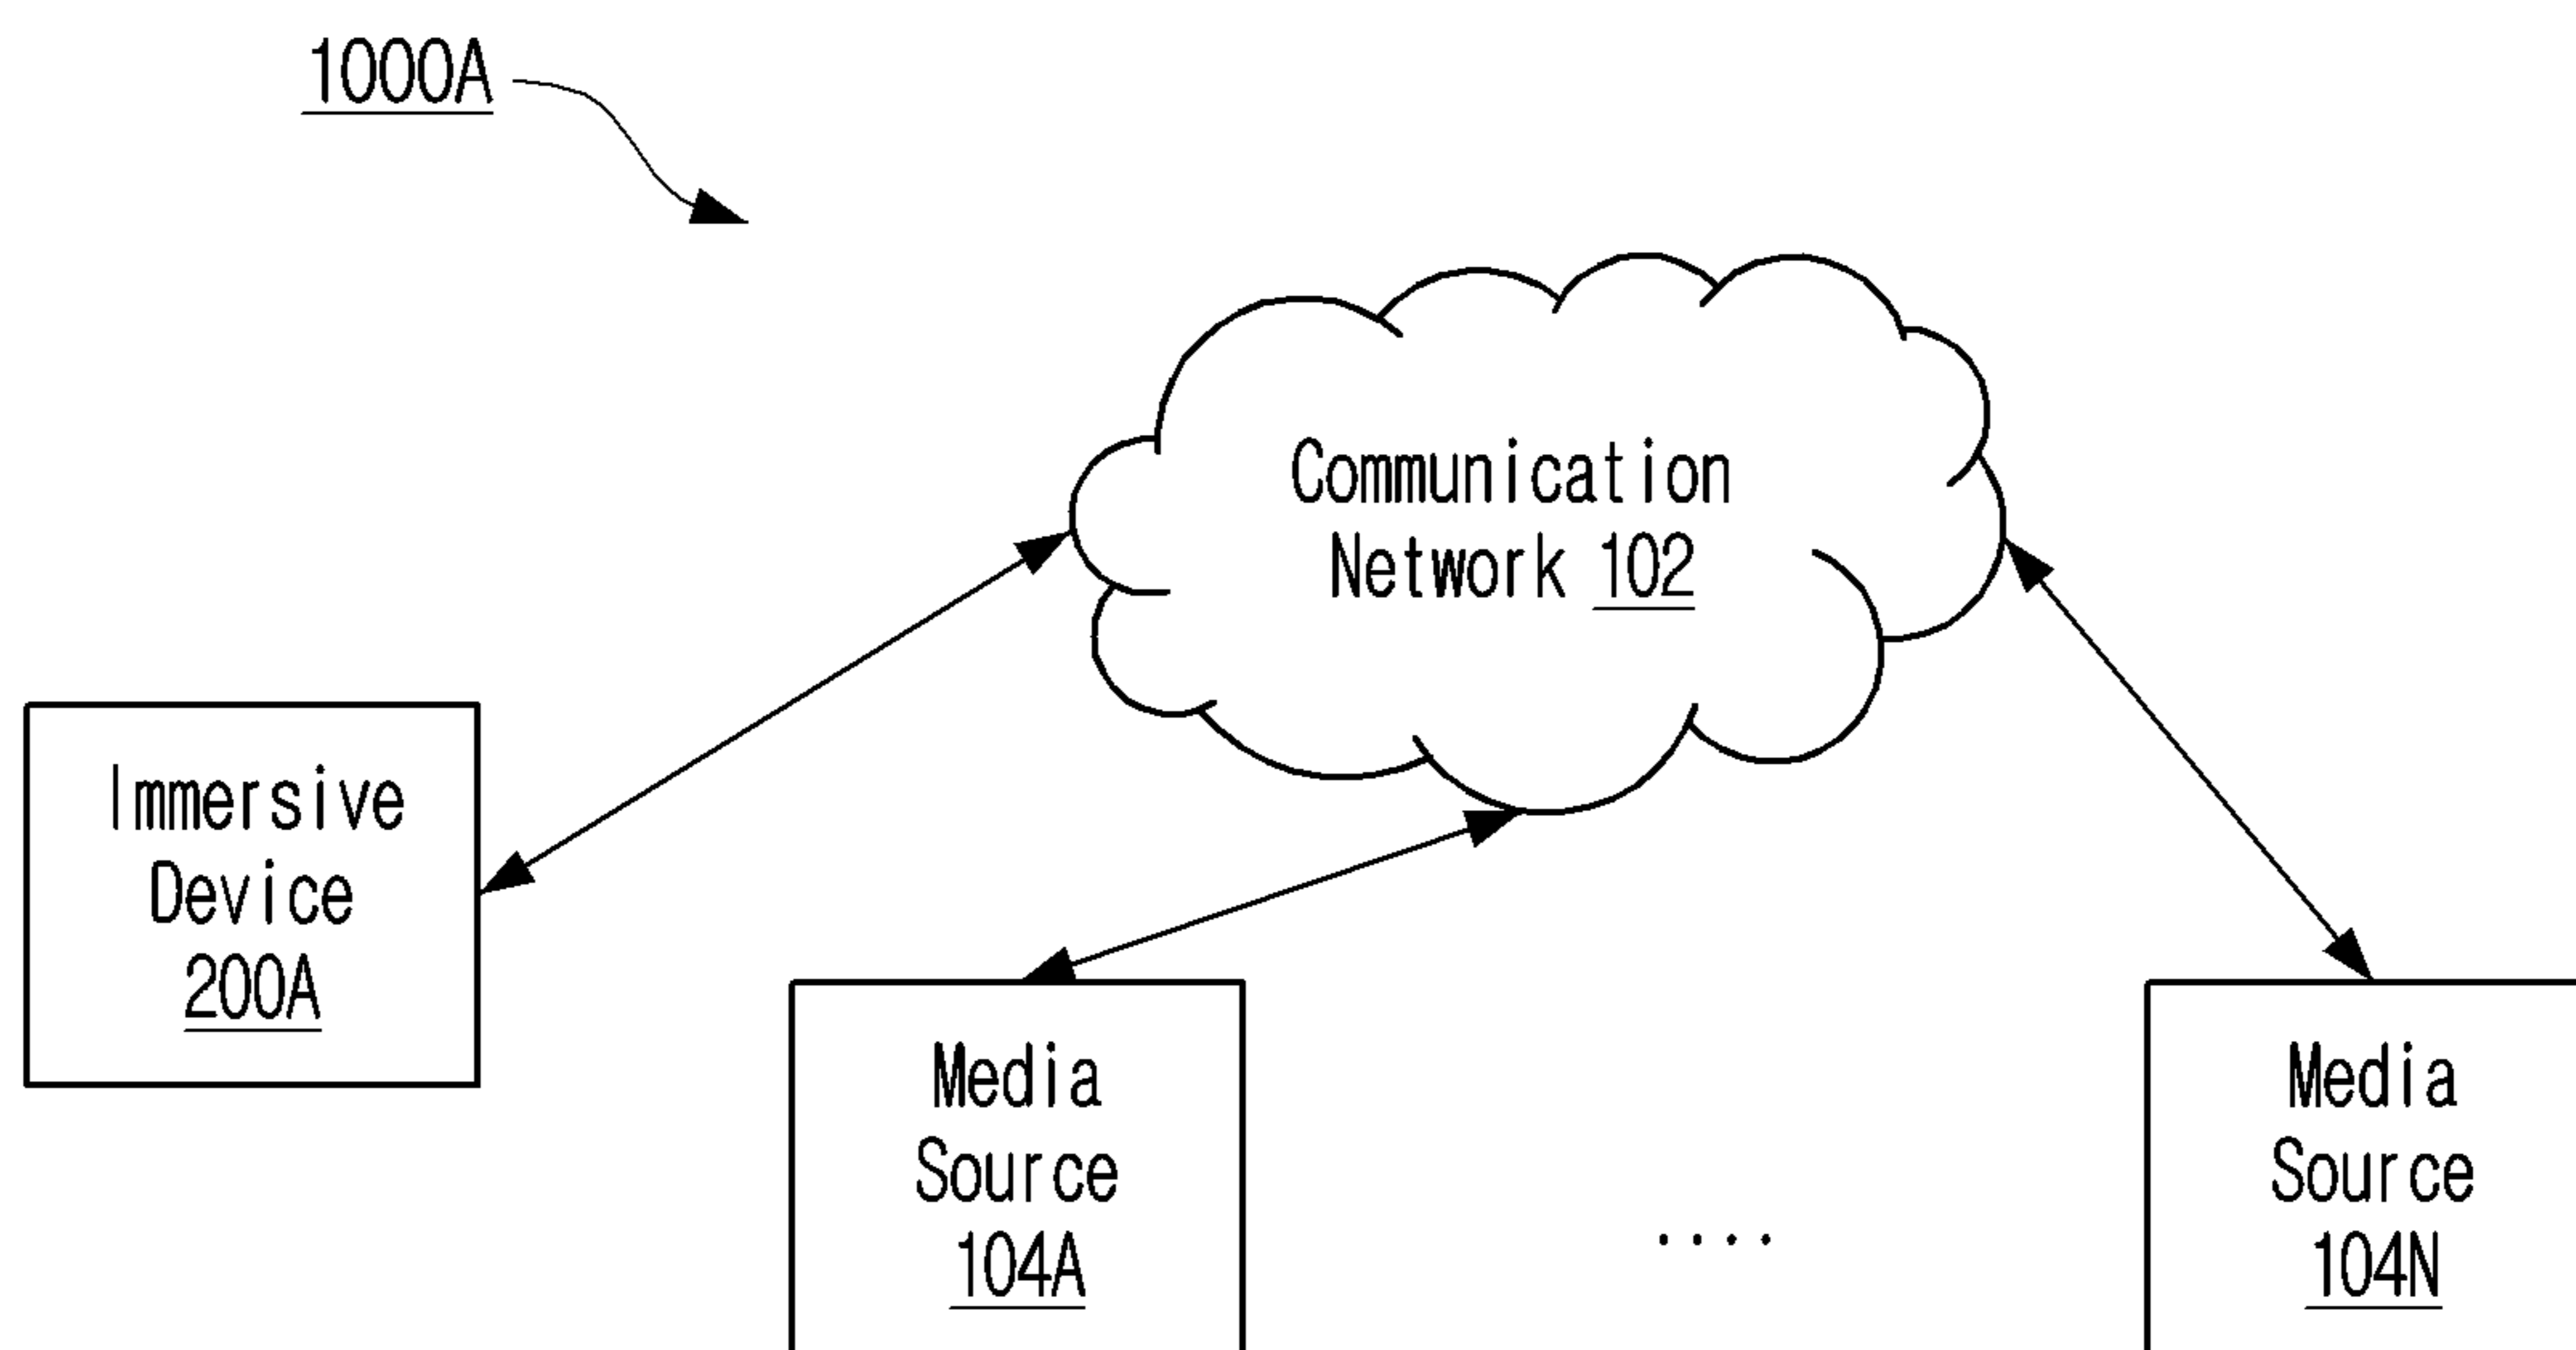 1000A
Communication
Network 102
Immersive
Device
200A
Media
Source
104A
....
Media
Source
104N